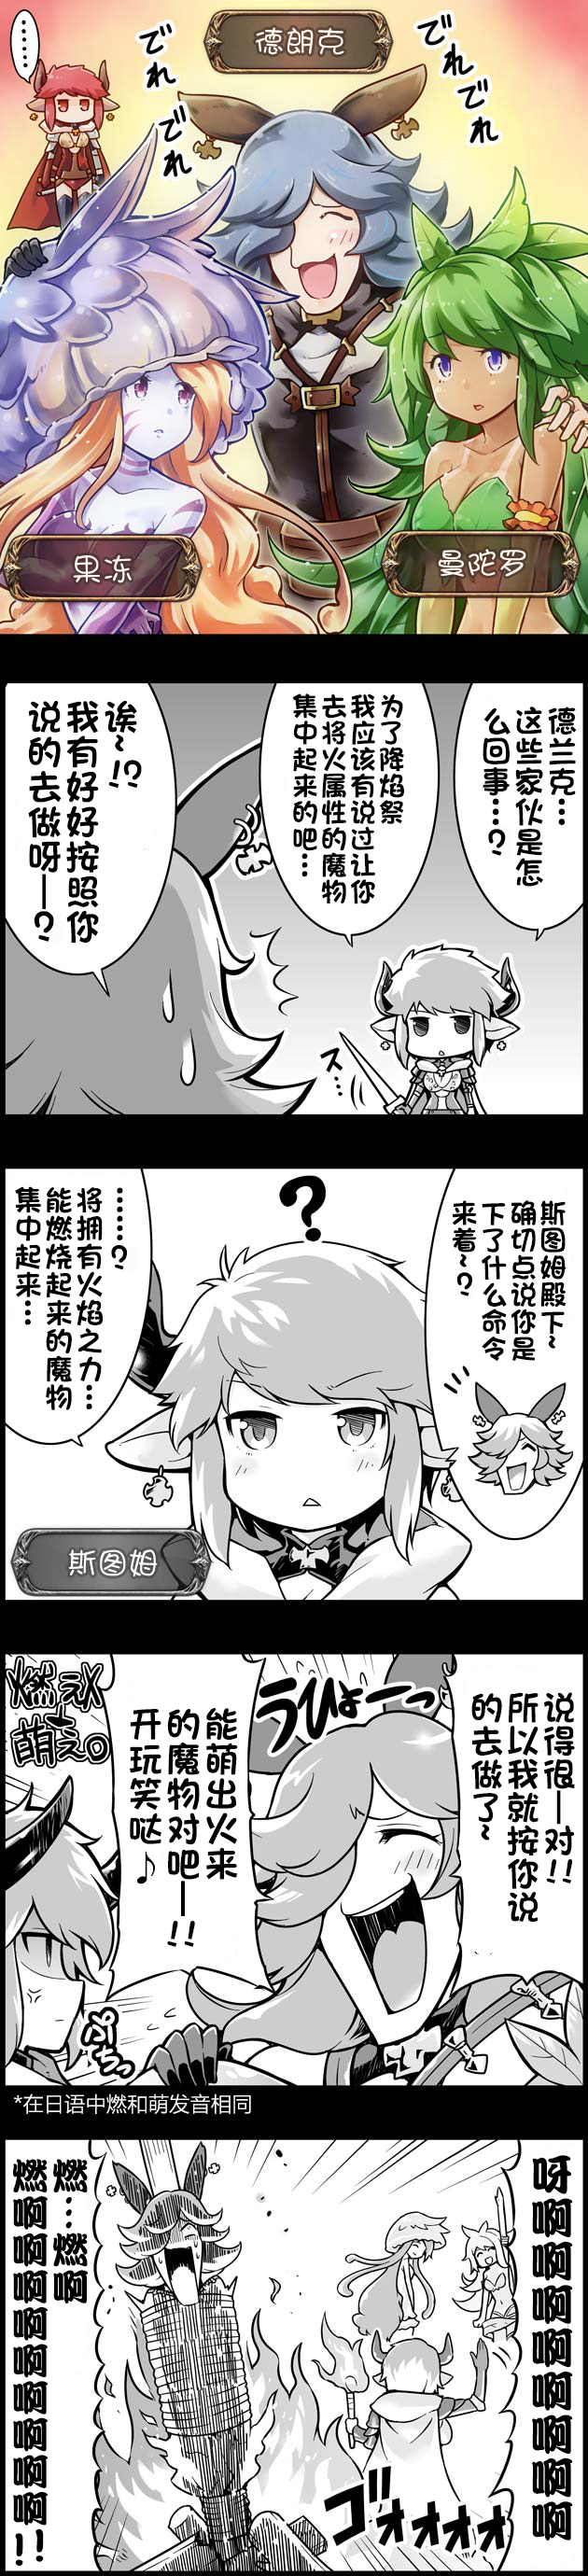 ……
でれ
でれ
德朗克
でれ
でれ
果冻
曼陀罗
德兰克…
这些家伙是怎
么回事…？
为了降焰祭
我应该有说过让你
去将火属性的魔物
集中起来的吧…
诶~!?
我有好好按照你
说的去做呀—？
ス…
斯图姆殿下~
确切点说你是
下了什么命令
来着~？
？
……？
将拥有火焰之力…
能燃烧起来的魔物
集中起来…
斯图姆
说得很—对!!
所以我就按你说
的去做了~
うひょーっ
能萌出火来
的魔物对吧—!!
开玩笑哒♪
燃え×
萌え○
ぷちっ
*在日语中燃和萌发音相同
呀啊啊啊啊啊啊啊啊啊
燃…燃啊
燃啊啊啊啊啊啊啊啊啊!!
ゴオオオオ